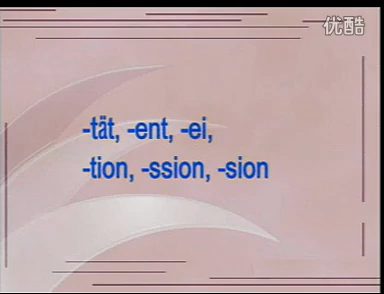 优酷
-tät, -ent, -ei,
-tion, -ssion, -sion